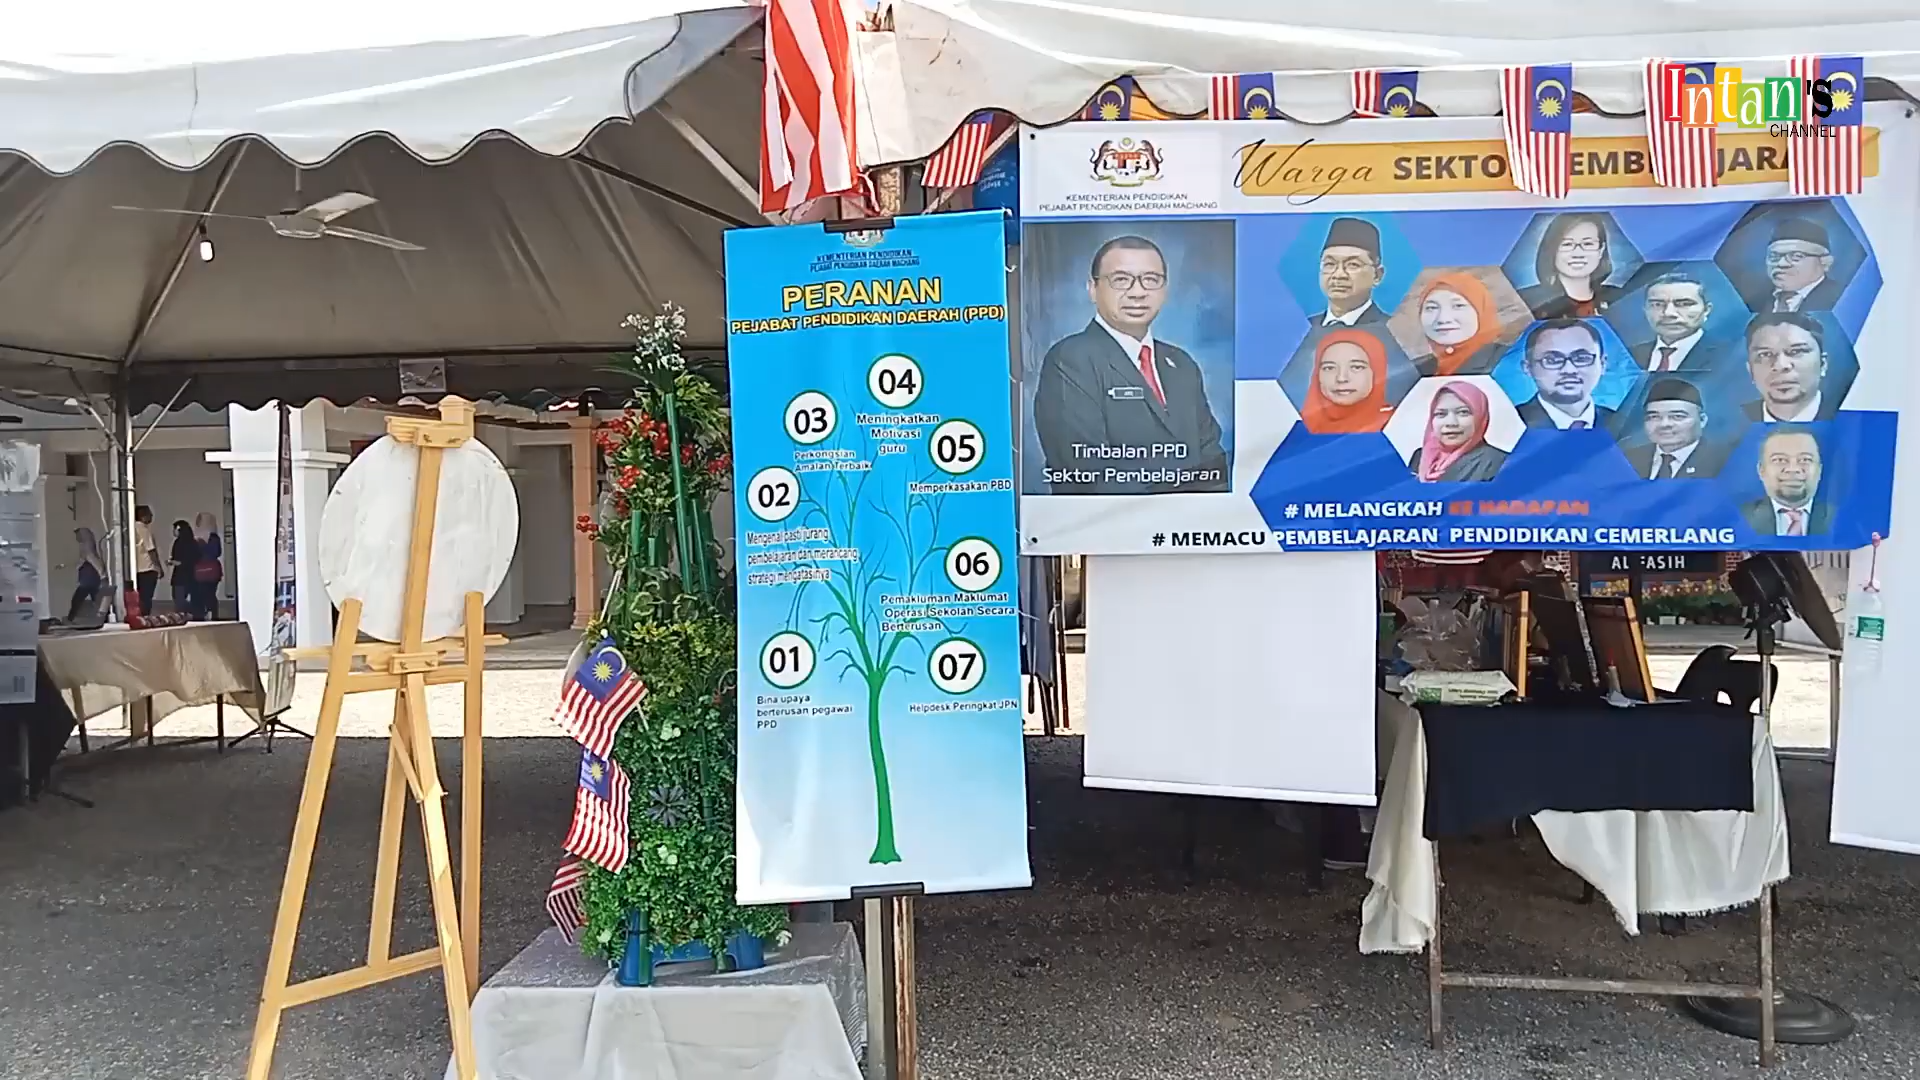 Intan's
CHANNEL
KEMENTERIAN PENDIDIKAN
PEJABAT PENDIDIKAN DAERAH MACHANG
PERANAN
PEJABAT PENDIDIKAN DAERAH (PPD)
04
Meningkatkan
Motivasi
guru
03
Perkongsian
Amalan Terbaik
05
Memperkasakan PBD
02
Mengenal pasti jurang
pembelajaran dan merancang
strategi mengatasinya
06
Pemakluman Maklumat
Operasi Sekolah Secara
Berterusan
01
Bina upaya
berterusan pegawai
PPD
07
Helpdesk Peringkat JPN
KEMENTERIAN PENDIDIKAN
PEJABAT PENDIDIKAN DAERAH MACHANG
Warga
Timbalan PPD
Sektor Pembelajaran
# MELANGKAH KE HADAPAN
# MEMACU PEMBELAJARAN PENDIDIKAN CEMERLANG